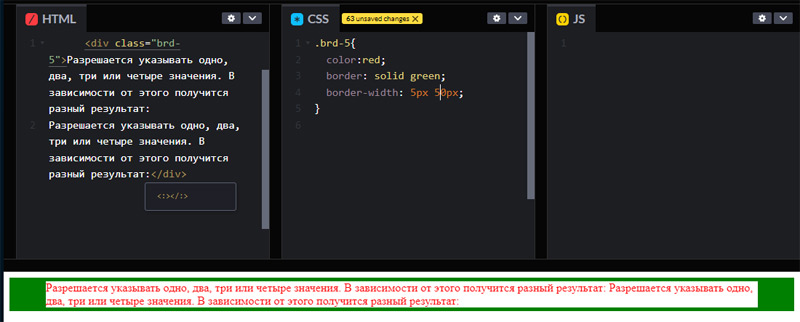 HTML
1 <div class="brd-
5">Разрешается указывать одно,
два, три или четыре значения. В
зависимости от этого получится
разный результат:
2 Разрешается указывать одно, два,
три или четыре значения. В
зависимости от этого получится
разный результат:</div>
<:></:>
CSS
63 unsaved changes X
1 .brd-5{
2 color:red;
3 border: solid green;
4 border-width: 5px 50px;
5 }
6
JS
1
Разрешается указывать одно, два, три или четыре значения. В зависимости от этого получится разный результат: Разрешается указывать одно,
два, три или четыре значения. В зависимости от этого получится разный результат: